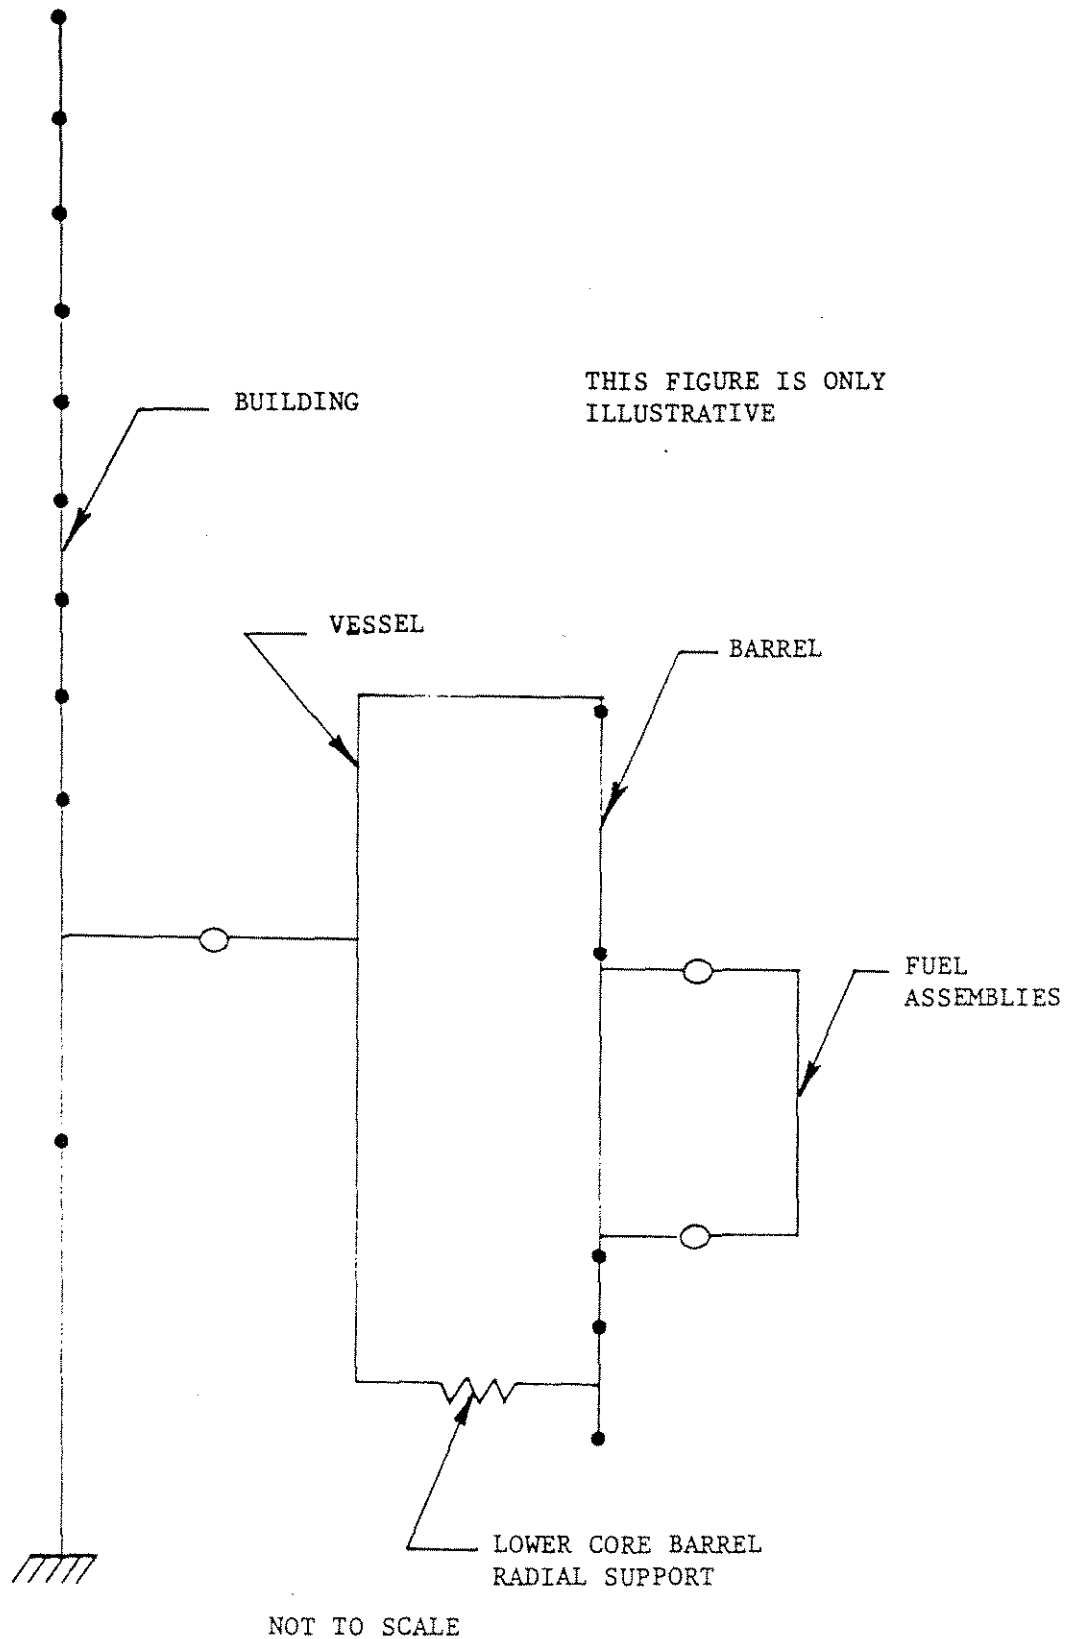 THIS FIGURE IS ONLY
ILLUSTRATIVE
BUILDING
VESSEL
BARREL
FUEL
ASSEMBLIES
LOWER CORE BARREL
RADIAL SUPPORT
NOT TO SCALE